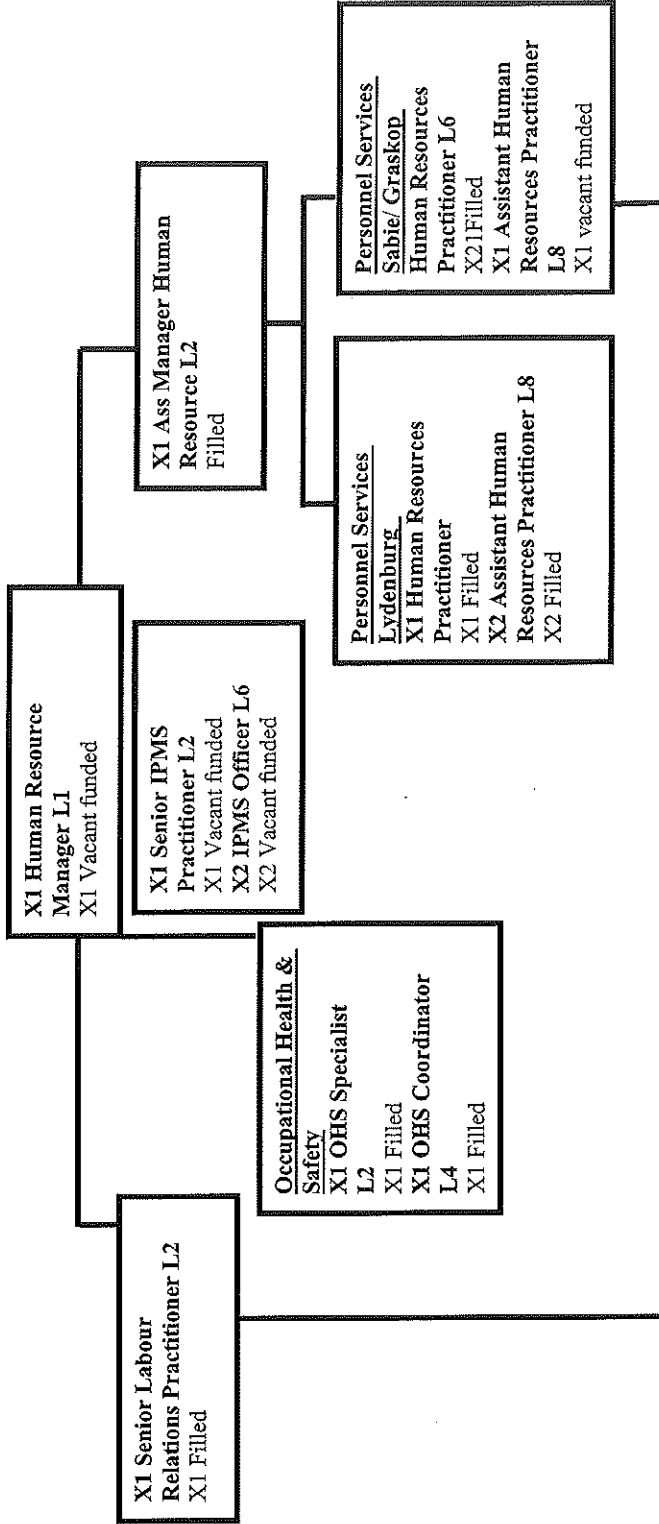 X1 Human Resource
Manager L1
X1 Vacant funded
X1 Senior Labour
Relations Practitioner L2
X1 Filled
X1 Senior IPMS
Practitioner L2
X1 Vacant funded
X2 IPMS Officer L6
X2 Vacant funded
X1 Ass Manager Human
Resource L2
Filled
Occupational Health &
Safety
X1 OHS Specialist
L2
X1 Filled
X1 OHS Coordinator
L4
X1 Filled
Personnel Services
Lydenburg
X1 Human Resources
Practitioner
X1 Filled
X2 Assistant Human
Resources Practitioner L8
X2 Filled
Personnel Services
Sabie/ Graskop
Human Resources
Practitioner L6
X21Filled
X1 Assistant Human
Resources Practitioner
L8
X1 vacant funded